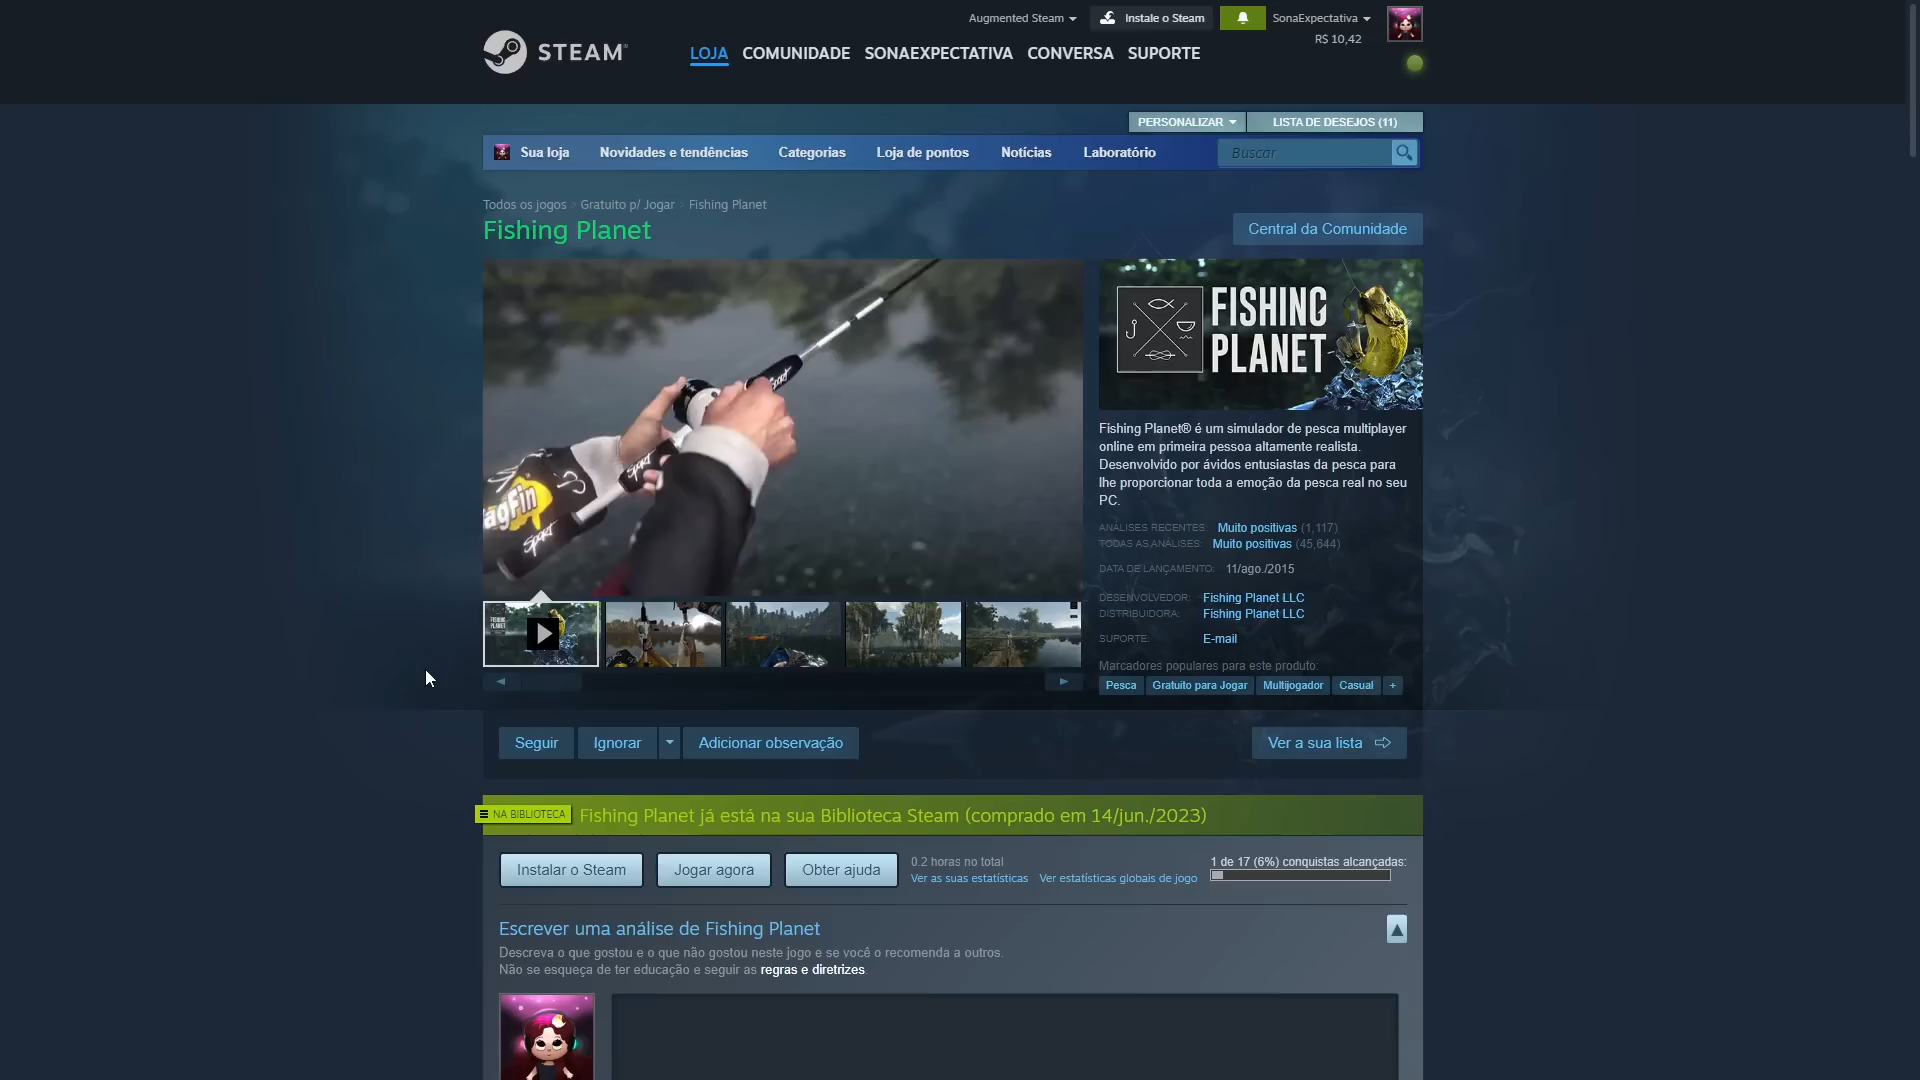 Augmented Steam
Instale o Steam
SonaExpectativa
R$ 10,42
STEAM
LOJA COMUNIDADE SONAEXPECTATIVA CONVERSA SUPORTE
PERSONALIZAR
LISTA DE DESEJOS (11)
Sua loja Novidades e tendências Categorias Loja de pontos Notícias Laboratório
Buscar
Todos os jogos > Gratuito p/ Jogar > Fishing Planet
Fishing Planet
Central da Comunidade
FISHING
PLANET
Fishing Planet® é um simulador de pesca multiplayer
online em primeira pessoa altamente realista.
Desenvolvido por ávidos entusiastas da pesca para
lhe proporcionar toda a emoção da pesca real no seu
PC.
ANÁLISES RECENTES: Muito positivas (1,117)
TODAS AS ANÁLISES: Muito positivas (45,644)
DATA DE LANÇAMENTO: 11/ago./2015
DESENVOLVEDOR: Fishing Planet LLC
DISTRIBUIDORA: Fishing Planet LLC
SUPORTE: E-mail
Marcadores populares para este produto:
Pesca Gratuito para Jogar Multijogador Casual +
agFin
Sport
Sport
FISHING
PLANET
Seguir Ignorar Adicionar observação
Ver a sua lista
NA BIBLIOTECA
Fishing Planet já está na sua Biblioteca Steam (comprado em 14/jun./2023)
Instalar o Steam Jogar agora Obter ajuda
0.2 horas no total
Ver as suas estatísticas Ver estatísticas globais de jogo
1 de 17 (6%) conquistas alcançadas:
Escrever uma análise de Fishing Planet
Descreva o que gostou e o que não gostou neste jogo e se você o recomenda a outros.
Não se esqueça de ter educação e seguir as regras e diretrizes.